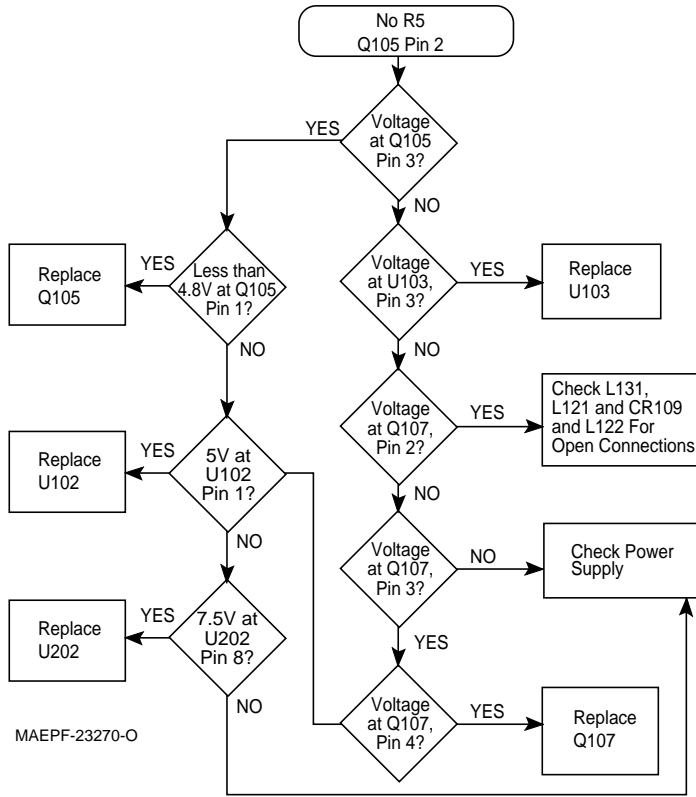 No R5
Q105 Pin 2
YES
Voltage
at Q105
Pin 3?
NO
Replace
Q105
YES
Less than
4.8V at Q105
Pin 1?
NO
Voltage
at U103,
Pin 3?
YES
NO
Replace
U103
Replace
U102
YES
5V at
U102
Pin 1?
NO
Voltage
at Q107,
Pin 2?
YES
NO
Check L131,
L121 and CR109
and L122 For
Open Connections
Voltage
at Q107,
Pin 3?
NO
YES
Check Power
Supply
Replace
U202
YES
7.5V at
U202
Pin 8?
NO
Voltage
at Q107,
Pin 4?
YES
Replace
Q107
MAEPF-23270-O